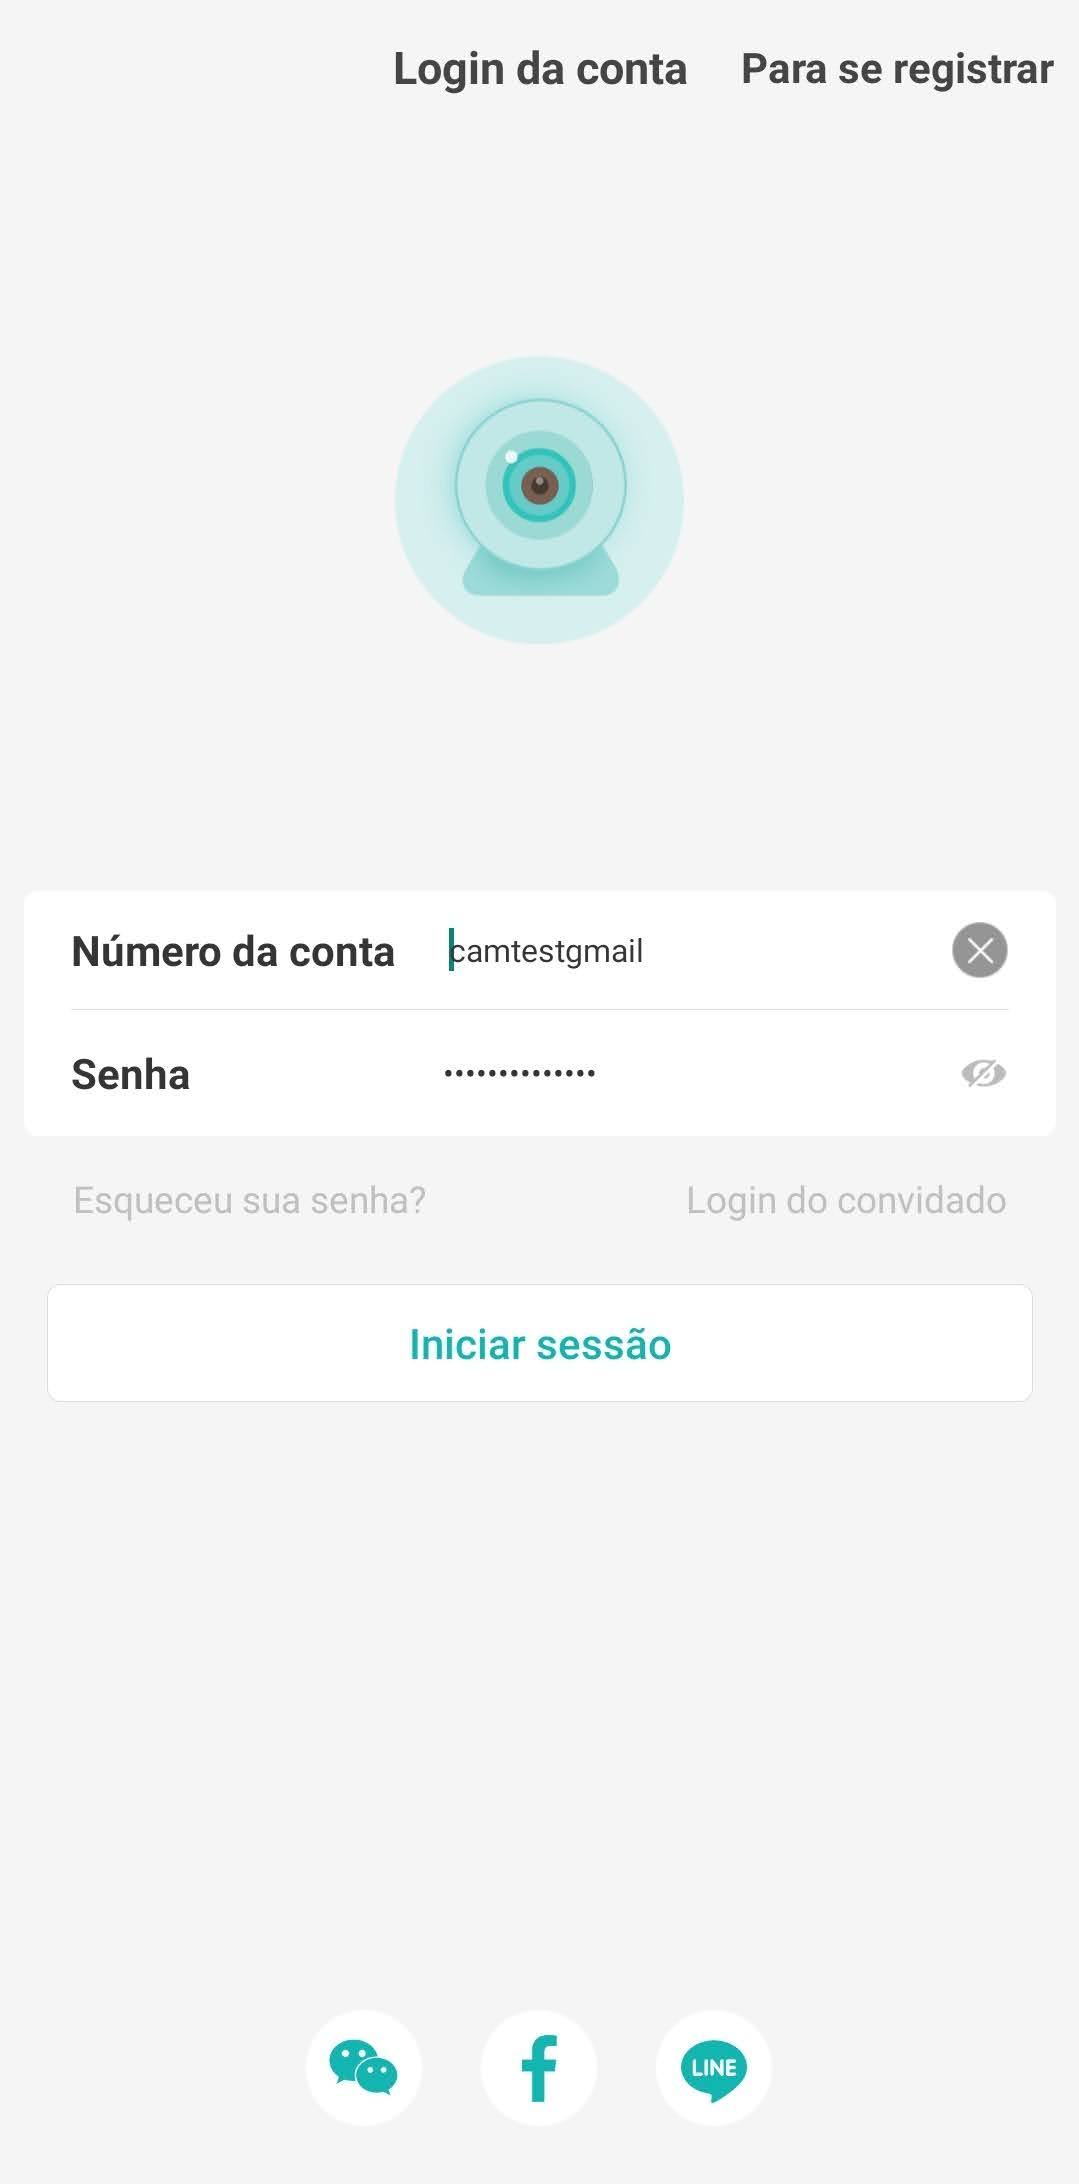 Login da conta Para se registrar
Número da conta camtestgmail
Senha ••••••••••••••
Esqueceu sua senha? Login do convidado
Iniciar sessão
LINE